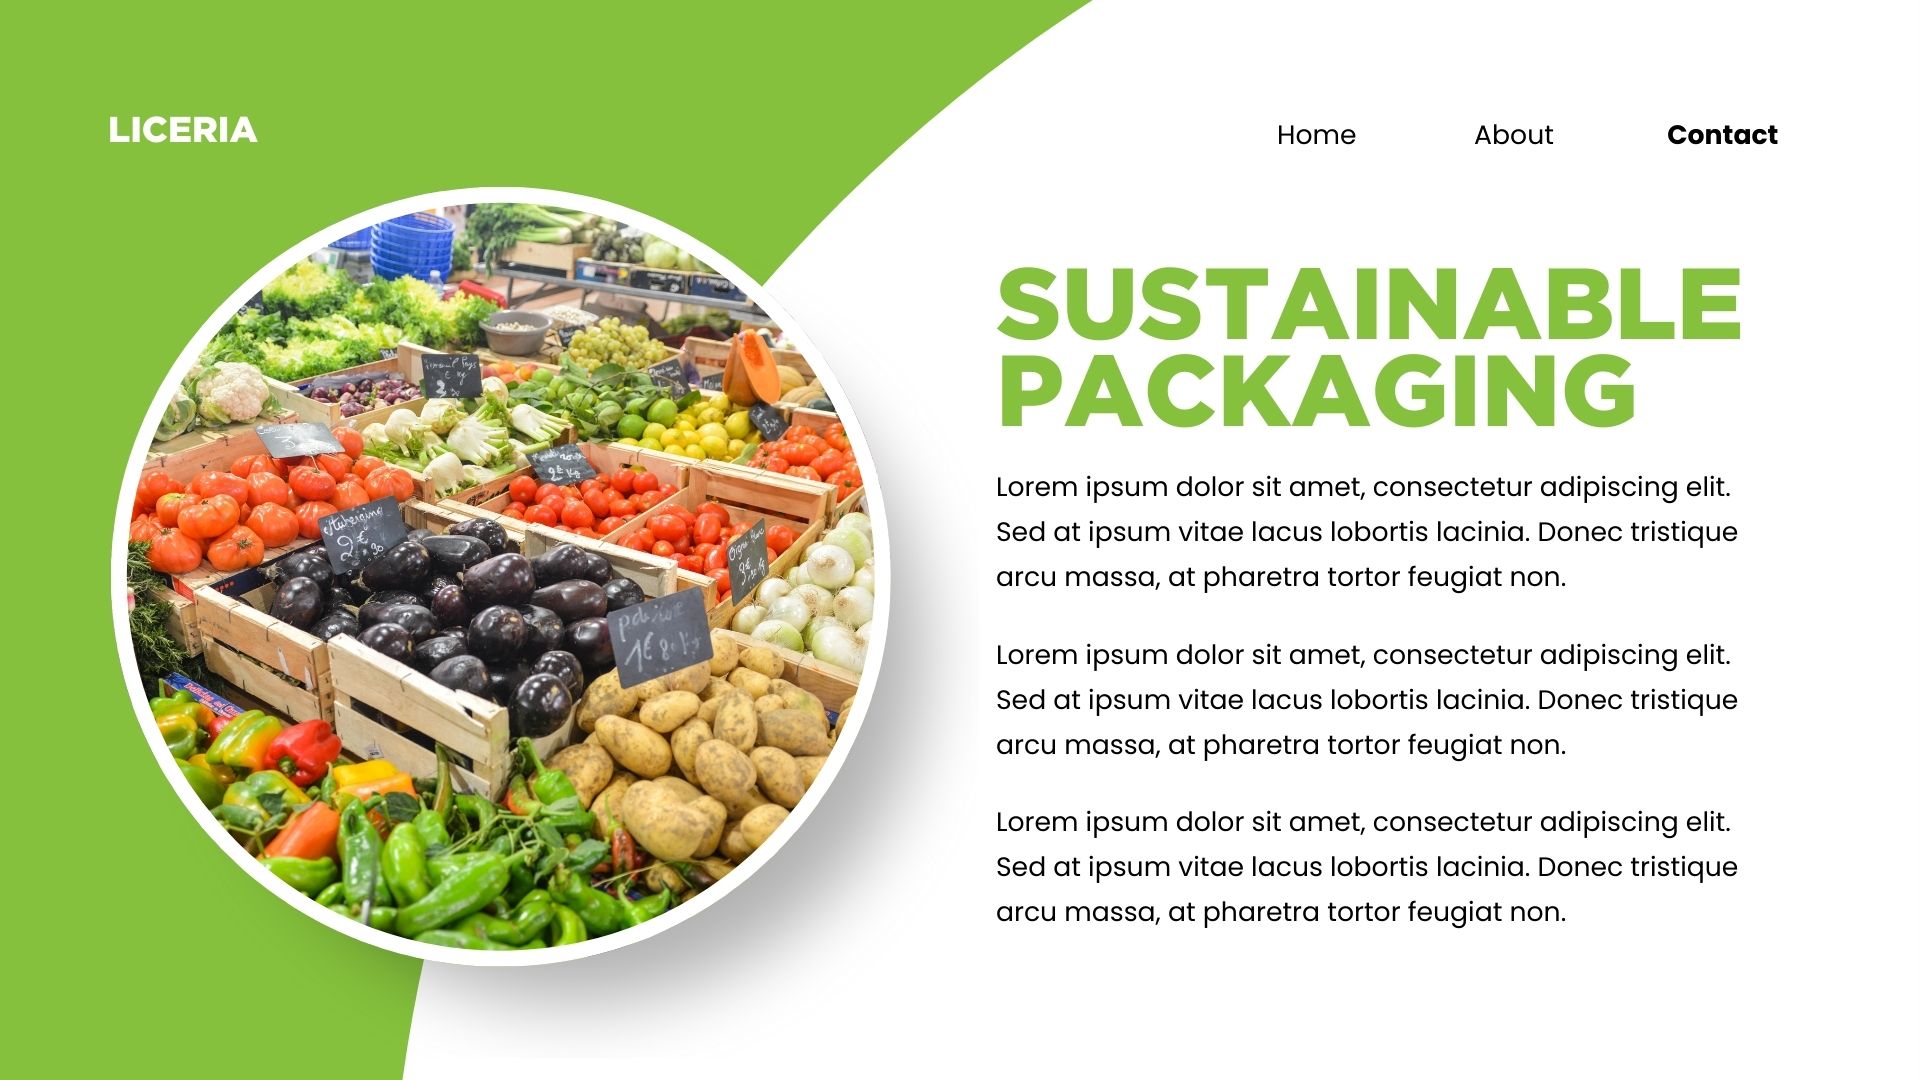 LICERIA
Home About Contact
SUSTAINABLE
PACKAGING
Lorem ipsum dolor sit amet, consectetur adipiscing elit.
Sed at ipsum vitae lacus lobortis lacinia. Donec tristique
arcu massa, at pharetra tortor feugiat non.
Lorem ipsum dolor sit amet, consectetur adipiscing elit.
Sed at ipsum vitae lacus lobortis lacinia. Donec tristique
arcu massa, at pharetra tortor feugiat non.
Lorem ipsum dolor sit amet, consectetur adipiscing elit.
Sed at ipsum vitae lacus lobortis lacinia. Donec tristique
arcu massa, at pharetra tortor feugiat non.
Aubergine
2€
1€80